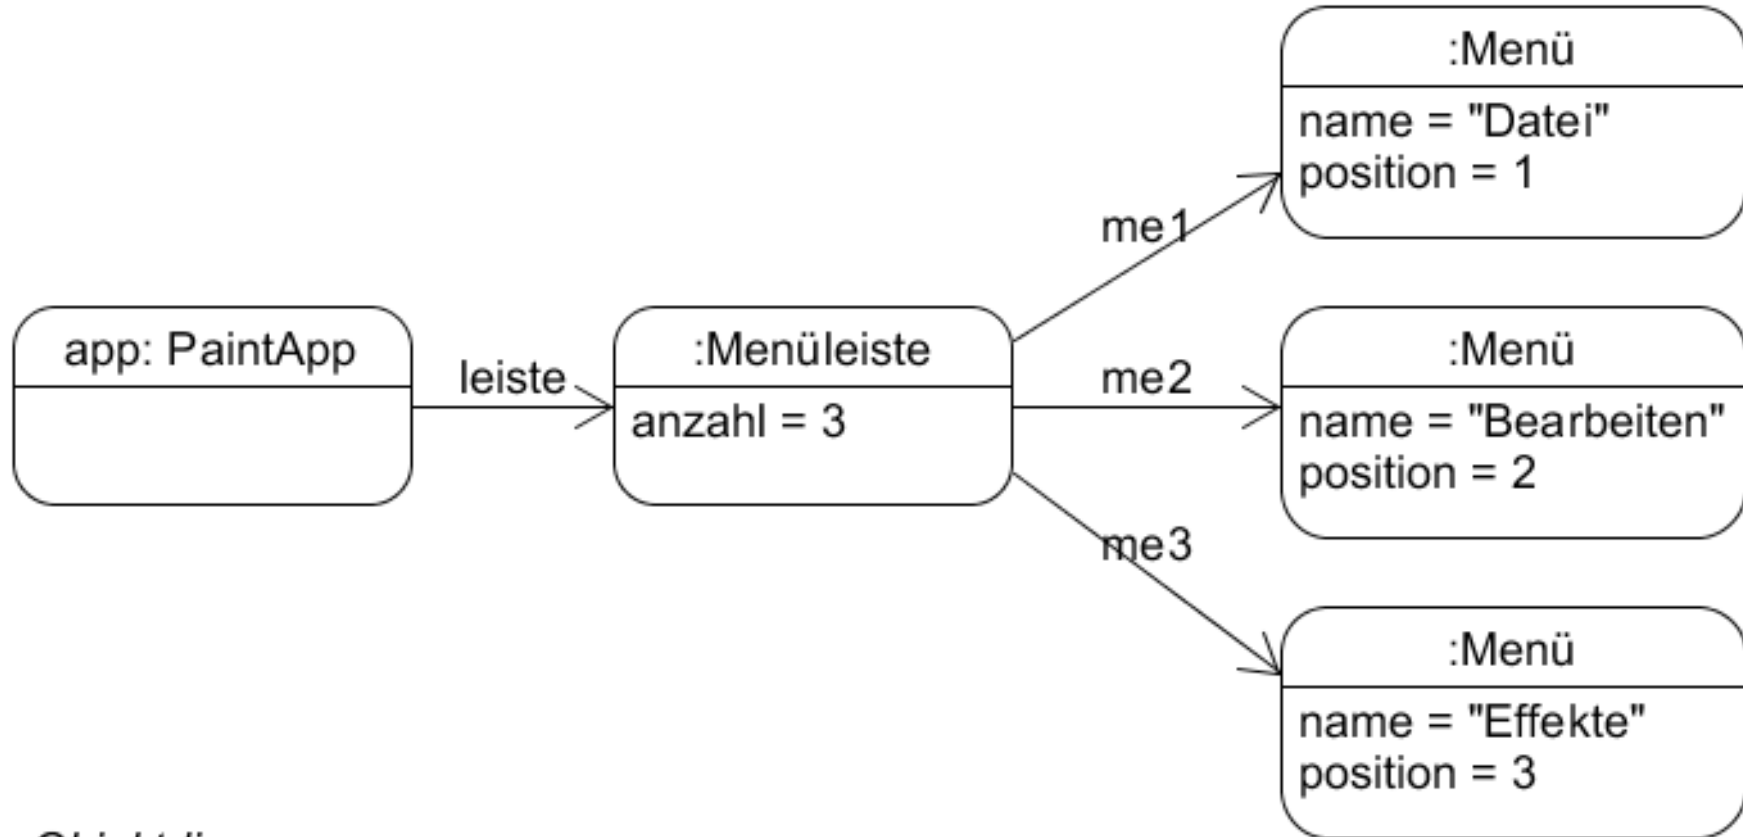 :Menü
name = "Datei"
position = 1
me1
app: PaintApp
leiste
:Menüleiste
anzahl = 3
me2
:Menü
name = "Bearbeiten"
position = 2
me3
:Menü
name = "Effekte"
position = 3